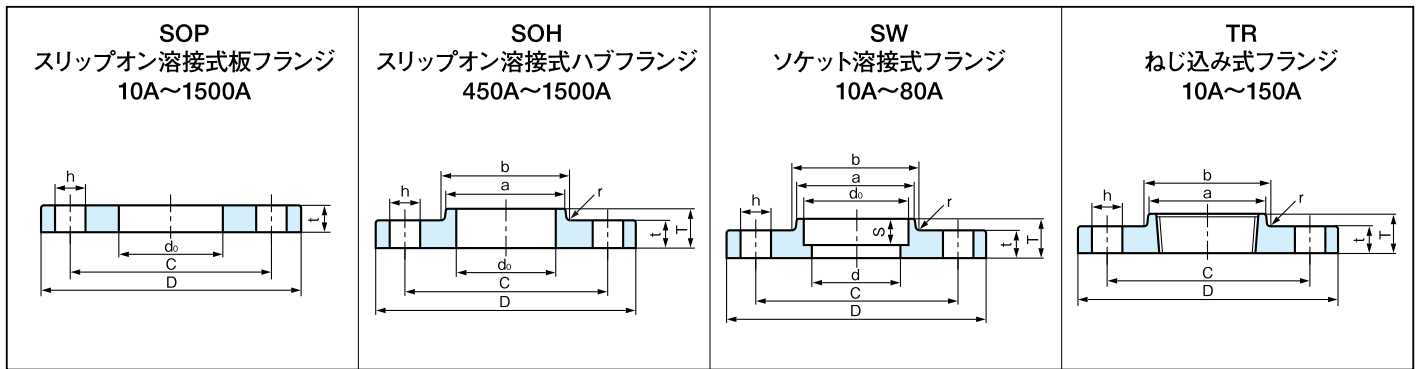 SOP
スリップオン溶接式板フランジ
10A〜1500A
h
t
d0
C
D
SOH
スリップオン溶接式ハブフランジ
450A〜1500A
b
a
h
r
t
T
d0
C
D
SW
ソケット溶接式フランジ
10A〜80A
b
a
d0
h
r
S
t
T
d
C
D
TR
ねじ込み式フランジ
10A〜150A
b
a
h
r
t
T
C
D